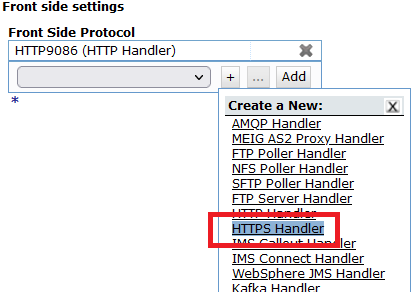 Front side settings
Front Side Protocol
HTTP9086 (HTTP Handler)
+ ... Add
*
Create a New: X
AMQP Handler
MEIG AS2 Proxy Handler
FTP Poller Handler
NFS Poller Handler
SFTP Poller Handler
FTP Server Handler
HTTP Handler
HTTPS Handler
IMS Callout Handler
IMS Connect Handler
WebSphere JMS Handler
Kafka Handler